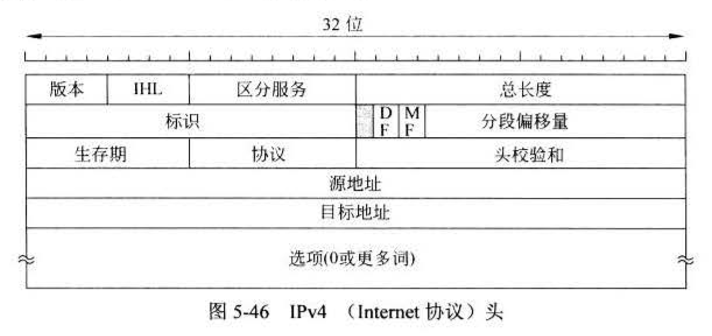 32 位
版本 IHL 区分服务 总长度
标识 DF MF 分段偏移量
生存期 协议 头校验和
源地址
目标地址
选项(0或更多词)
图 5-46 IPv4 （Internet 协议）头